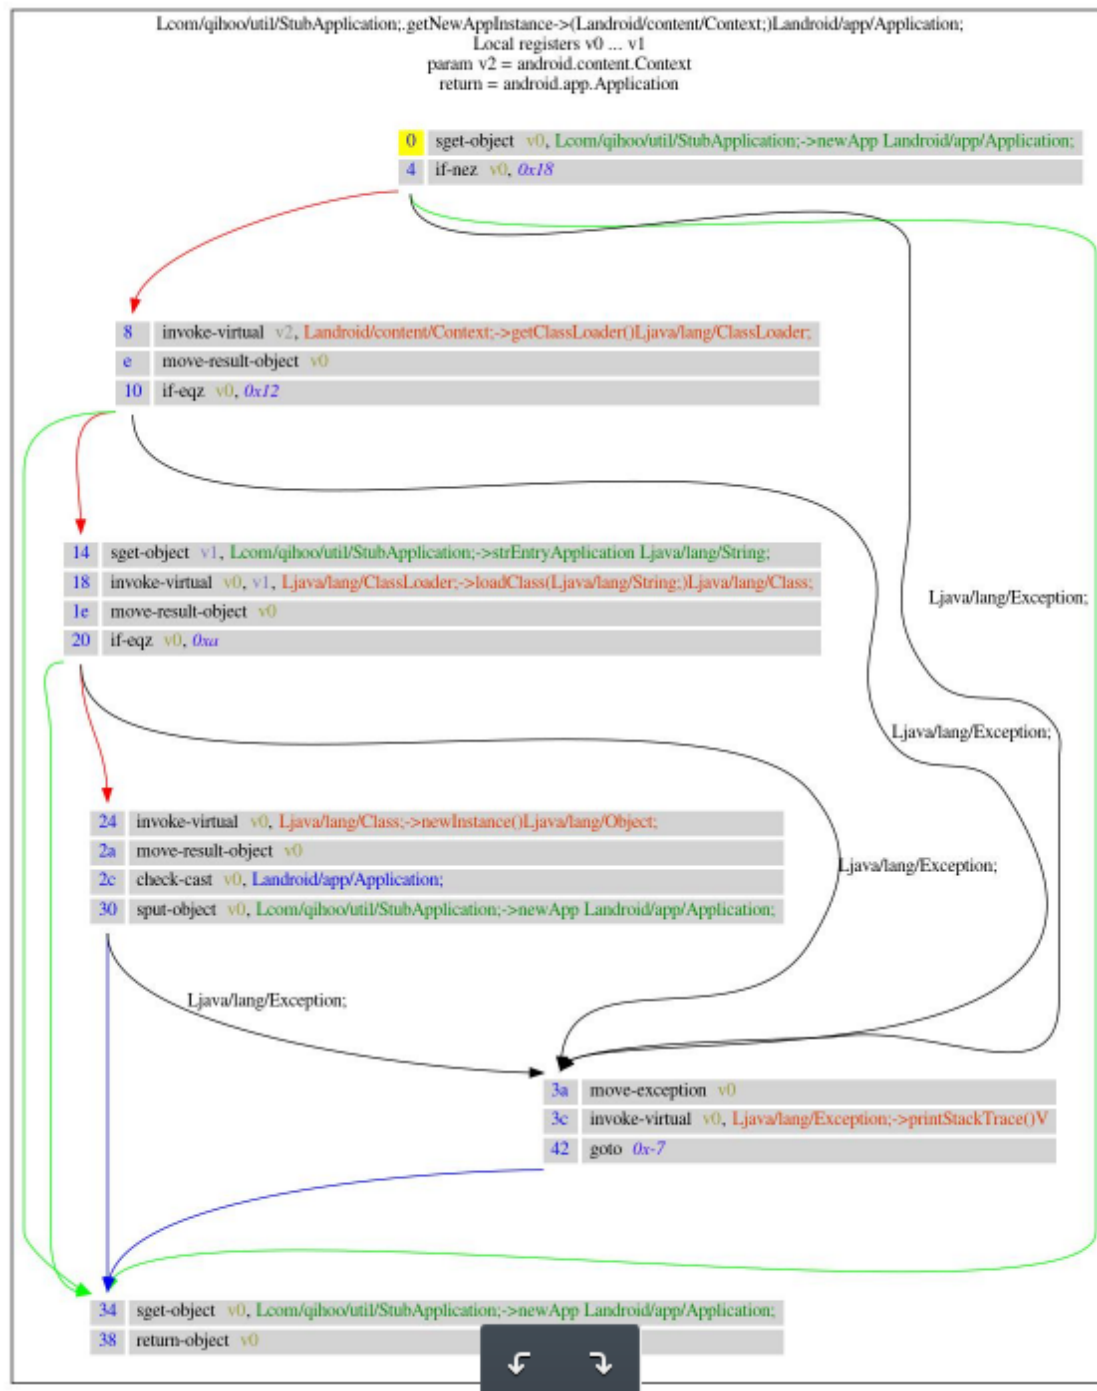 Lcom/qihoo/util/StubApplication;.getNewAppInstance->(Landroid/content/Context;)Landroid/app/Application;
Local registers v0 ... v1
param v2 = android.content.Context
return = android.app.Application
0 sget-object v0, Lcom/qihoo/util/StubApplication;->newApp Landroid/app/Application;
4 if-nez v0, 0x18
8 invoke-virtual v2, Landroid/content/Context;->getClassLoader()Ljava/lang/ClassLoader;
e move-result-object v0
10 if-eqz v0, 0x12
14 sget-object v1, Lcom/qihoo/util/StubApplication;->strEntryApplication Ljava/lang/String;
18 invoke-virtual v0, v1, Ljava/lang/ClassLoader;->loadClass(Ljava/lang/String;)Ljava/lang/Class;
1e move-result-object v0
20 if-eqz v0, 0xa
Ljava/lang/Exception;
Ljava/lang/Exception;
24 invoke-virtual v0, Ljava/lang/Class;->newInstance()Ljava/lang/Object;
2a move-result-object v0
2c check-cast v0, Landroid/app/Application;
30 sput-object v0, Lcom/qihoo/util/StubApplication;->newApp Landroid/app/Application;
Ljava/lang/Exception;
Ljava/lang/Exception;
3a move-exception v0
3c invoke-virtual v0, Ljava/lang/Exception;->printStackTrace()V
42 goto 0x-7
34 sget-object v0, Lcom/qihoo/util/StubApplication;->newApp Landroid/app/Application;
38 return-object v0